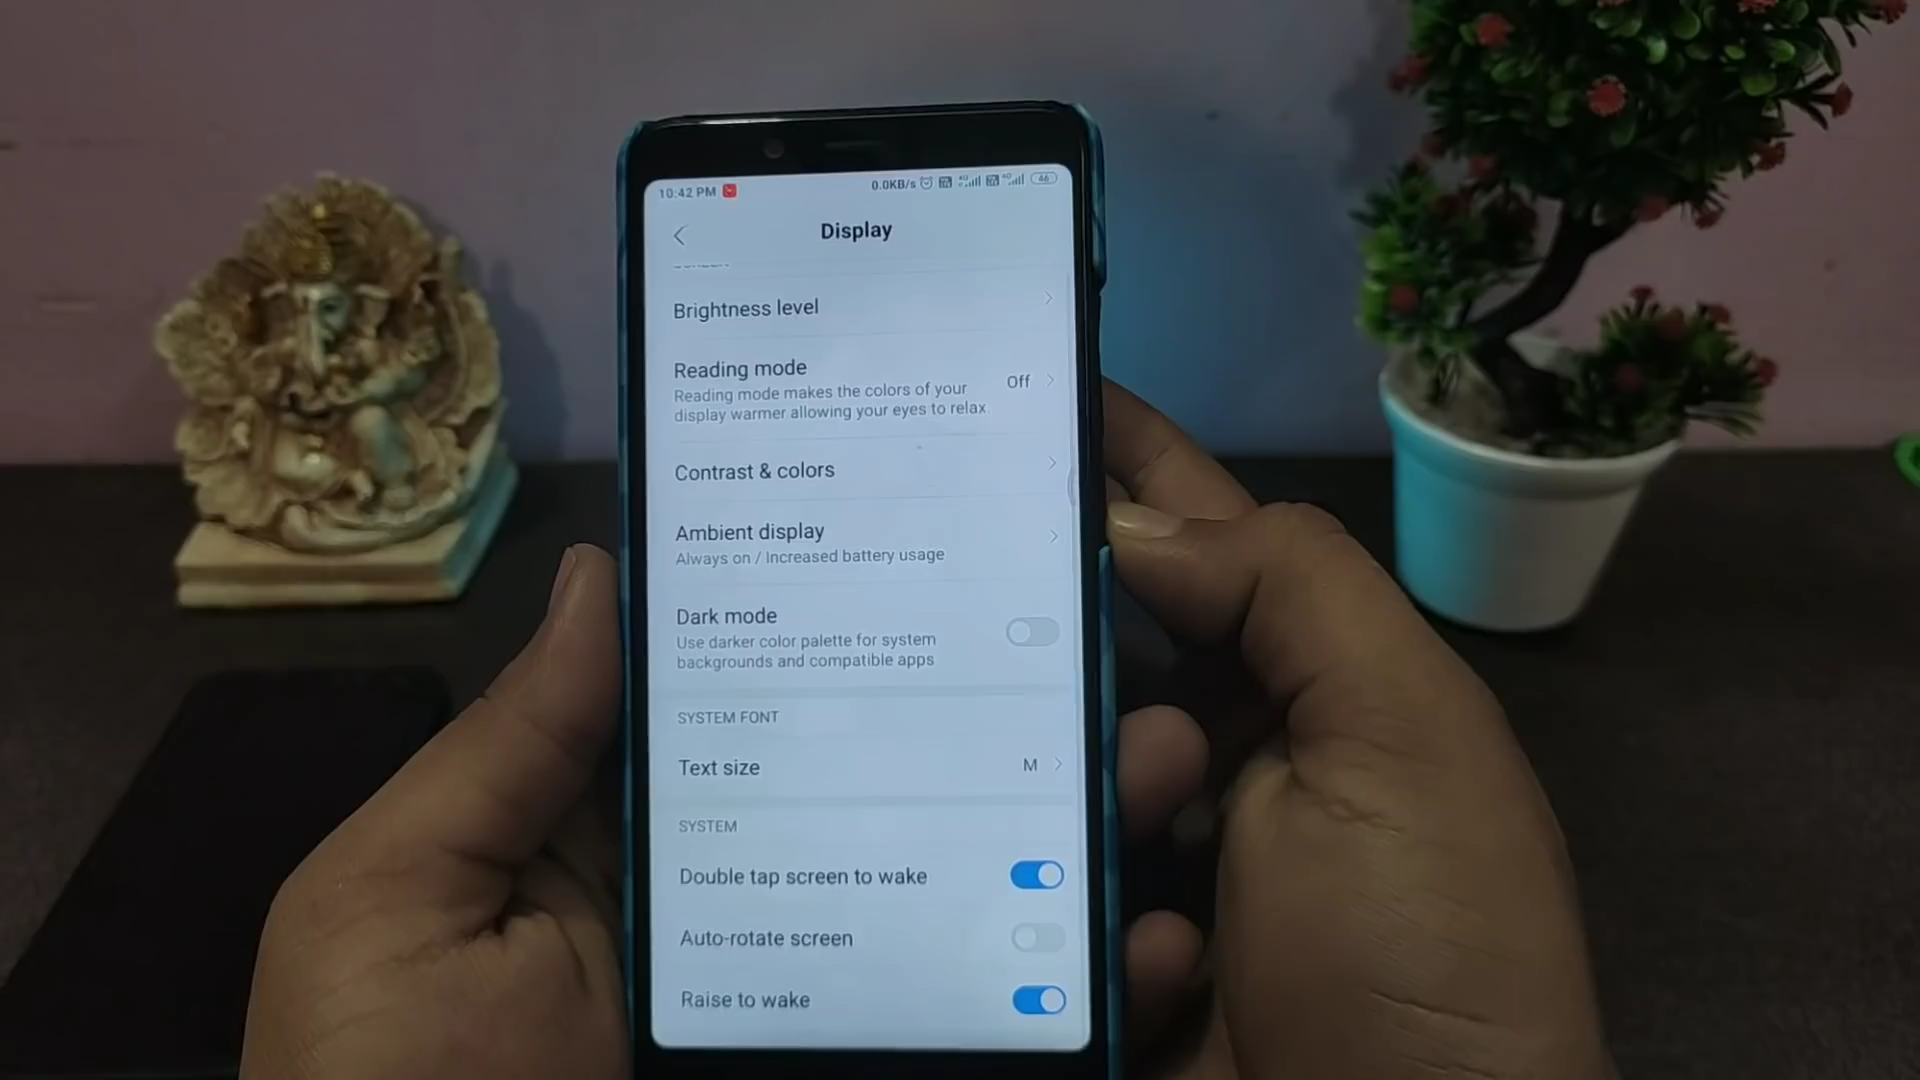 10:42 PM 0.0KB/s 46
Display
Brightness level
Reading mode
Off
Reading mode makes the colors of your
display warmer allowing your eyes to relax.
Contrast & colors
Ambient display
Always on / Increased battery usage
Dark mode
Use darker color palette for system
backgrounds and compatible apps
SYSTEM FONT
Text size M
SYSTEM
Double tap screen to wake
Auto-rotate screen
Raise to wake